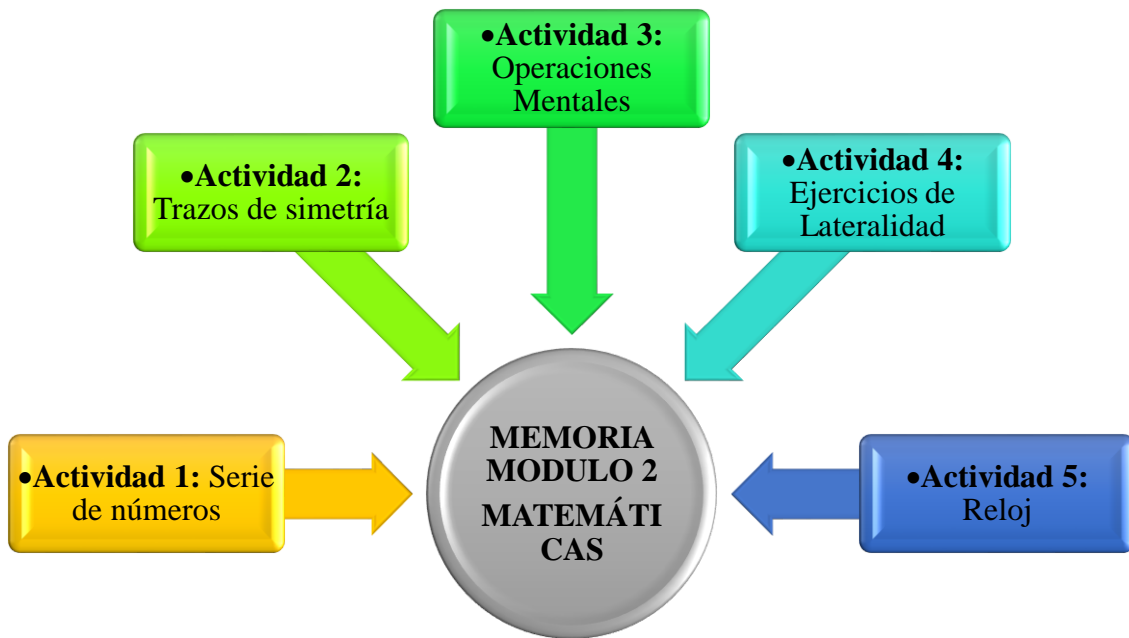 •Actividad 1: Serie
de números
•Actividad 2:
Trazos de simetría
•Actividad 3:
Operaciones
Mentales
•Actividad 4:
Ejercicios de
Lateralidad
•Actividad 5:
Reloj
MEMORIA
MODULO 2
MATEMÁTI
CAS